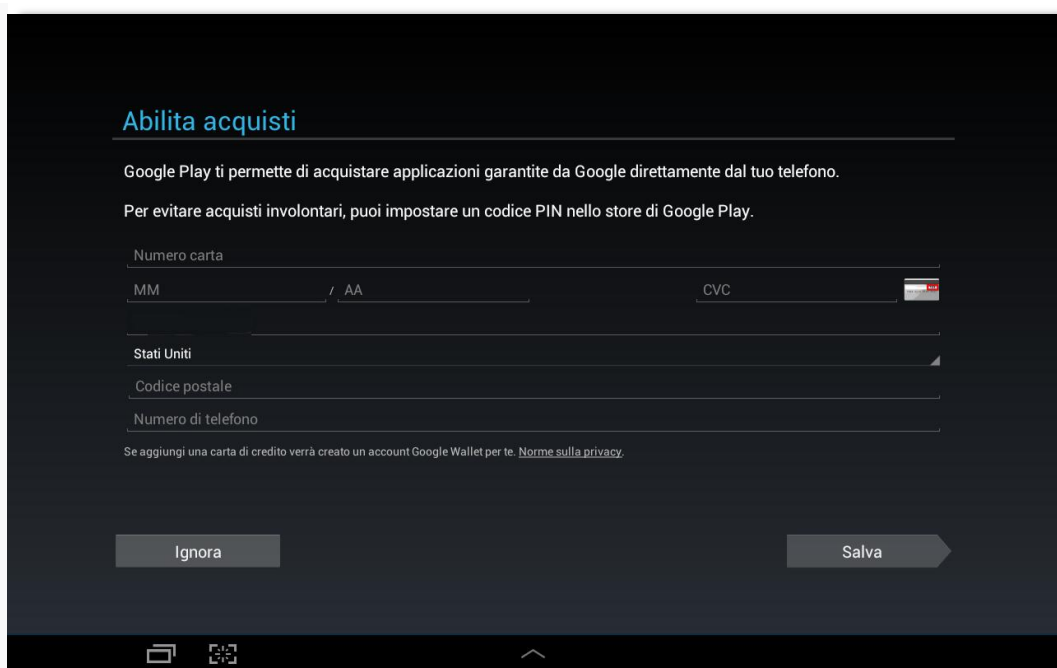 Abilita acquisti
Google Play ti permette di acquistare applicazioni garantite da Google direttamente dal tuo telefono.
Per evitare acquisti involontari, puoi impostare un codice PIN nello store di Google Play.
Numero carta
MM / AA CVC
Stati Uniti
Codice postale
Numero di telefono
Se aggiungi una carta di credito verrà creato un account Google Wallet per te. Norme sulla privacy.
Ignora Salva